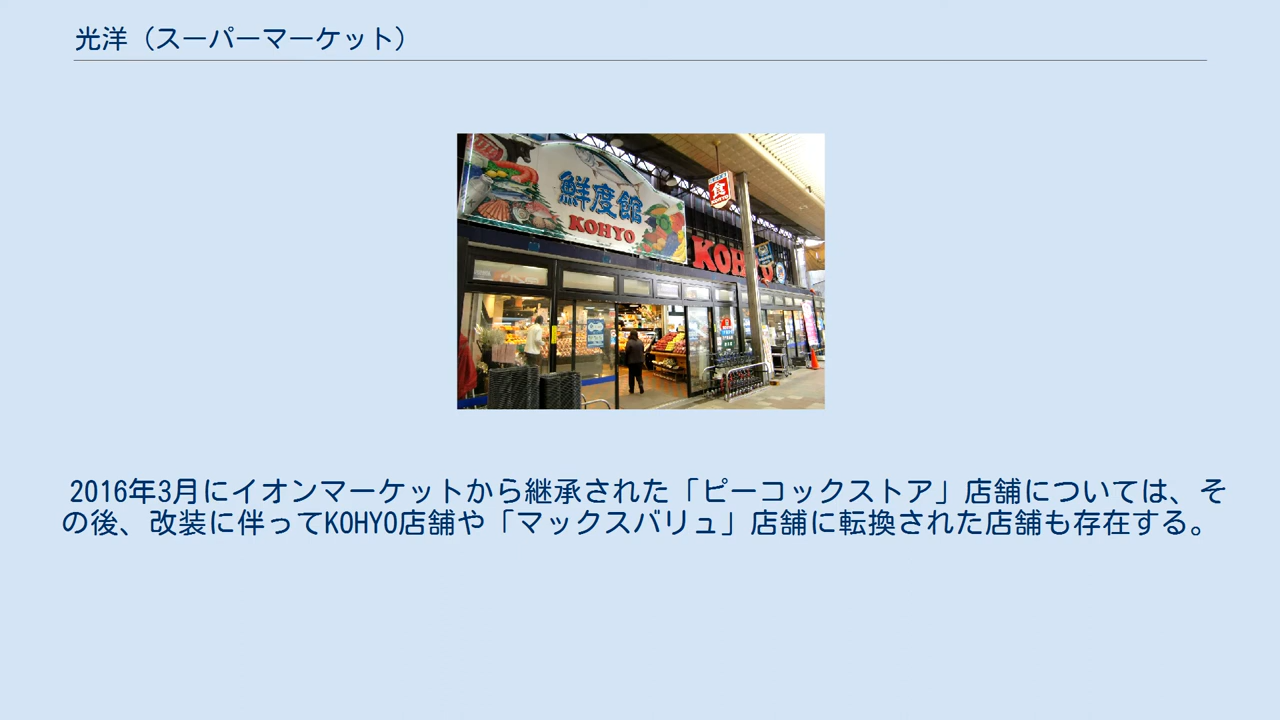 光洋（スーパーマーケット）
鮮度館
KOHYO
食
KOHYO
2016年3月にイオンマーケットから継承された「ピーコックストア」店舗については、そ
の後、改装に伴ってKOHYO店舗や「マックスバリュ」店舗に転換された店舗も存在する。